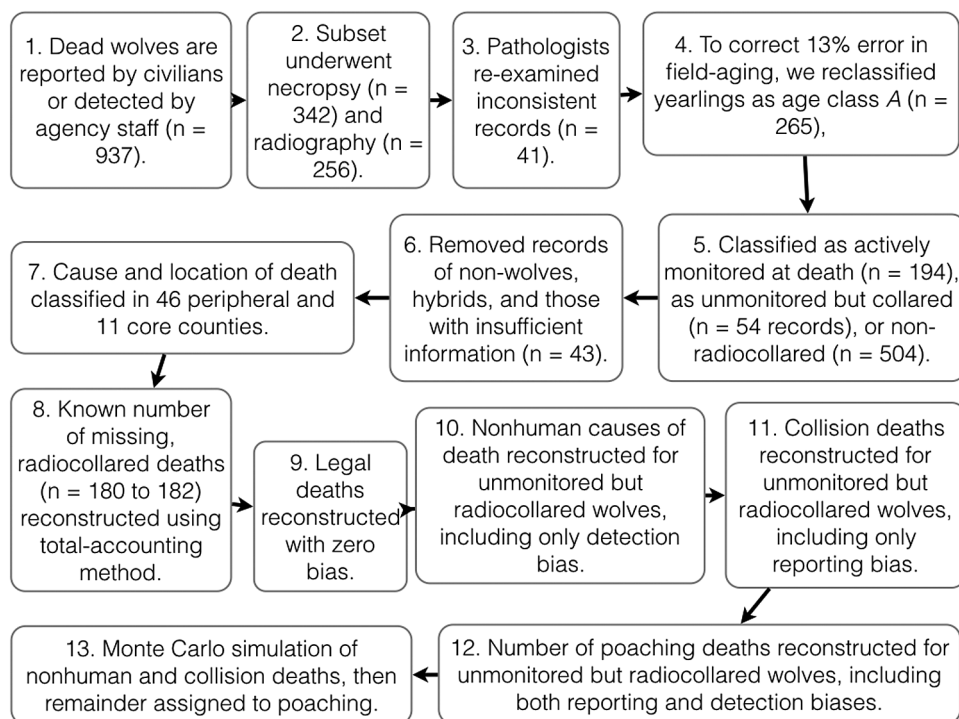 1. Dead wolves are
reported by civilians
or detected by
agency staff (n =
937).
2. Subset
underwent
necropsy (n =
342) and
radiography (n =
256).
3. Pathologists
re-examined
inconsistent
records (n =
41).
4. To correct 13% error in
field-aging, we reclassified
yearlings as age class A (n =
265),
5. Classified as actively
monitored at death (n = 194),
as unmonitored but collared
(n = 54 records), or non-
radiocollared (n = 504).
6. Removed records
of non-wolves,
hybrids, and those
with insufficient
information (n = 43).
7. Cause and location of death
classified in 46 peripheral and
11 core counties.
8. Known number
of missing,
radiocollared deaths
(n = 180 to 182)
reconstructed using
total-accounting
method.
9. Legal
deaths
reconstructed
with zero
bias.
10. Nonhuman causes of
death reconstructed for
unmonitored but
radiocollared wolves,
including only detection
bias.
11. Collision deaths
reconstructed for
unmonitored but
radiocollared wolves,
including only
reporting bias.
12. Number of poaching deaths reconstructed for
unmonitored but radiocollared wolves, including
both reporting and detection biases.
13. Monte Carlo simulation of
nonhuman and collision deaths, then
remainder assigned to poaching.